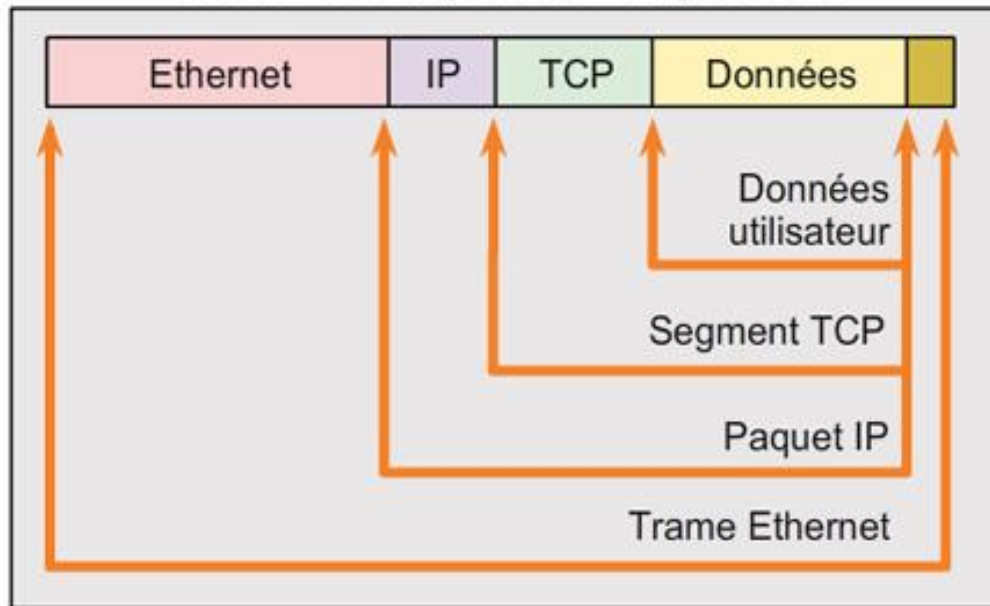 Ethernet IP TCP Données
Données
utilisateur
Segment TCP
Paquet IP
Trame Ethernet